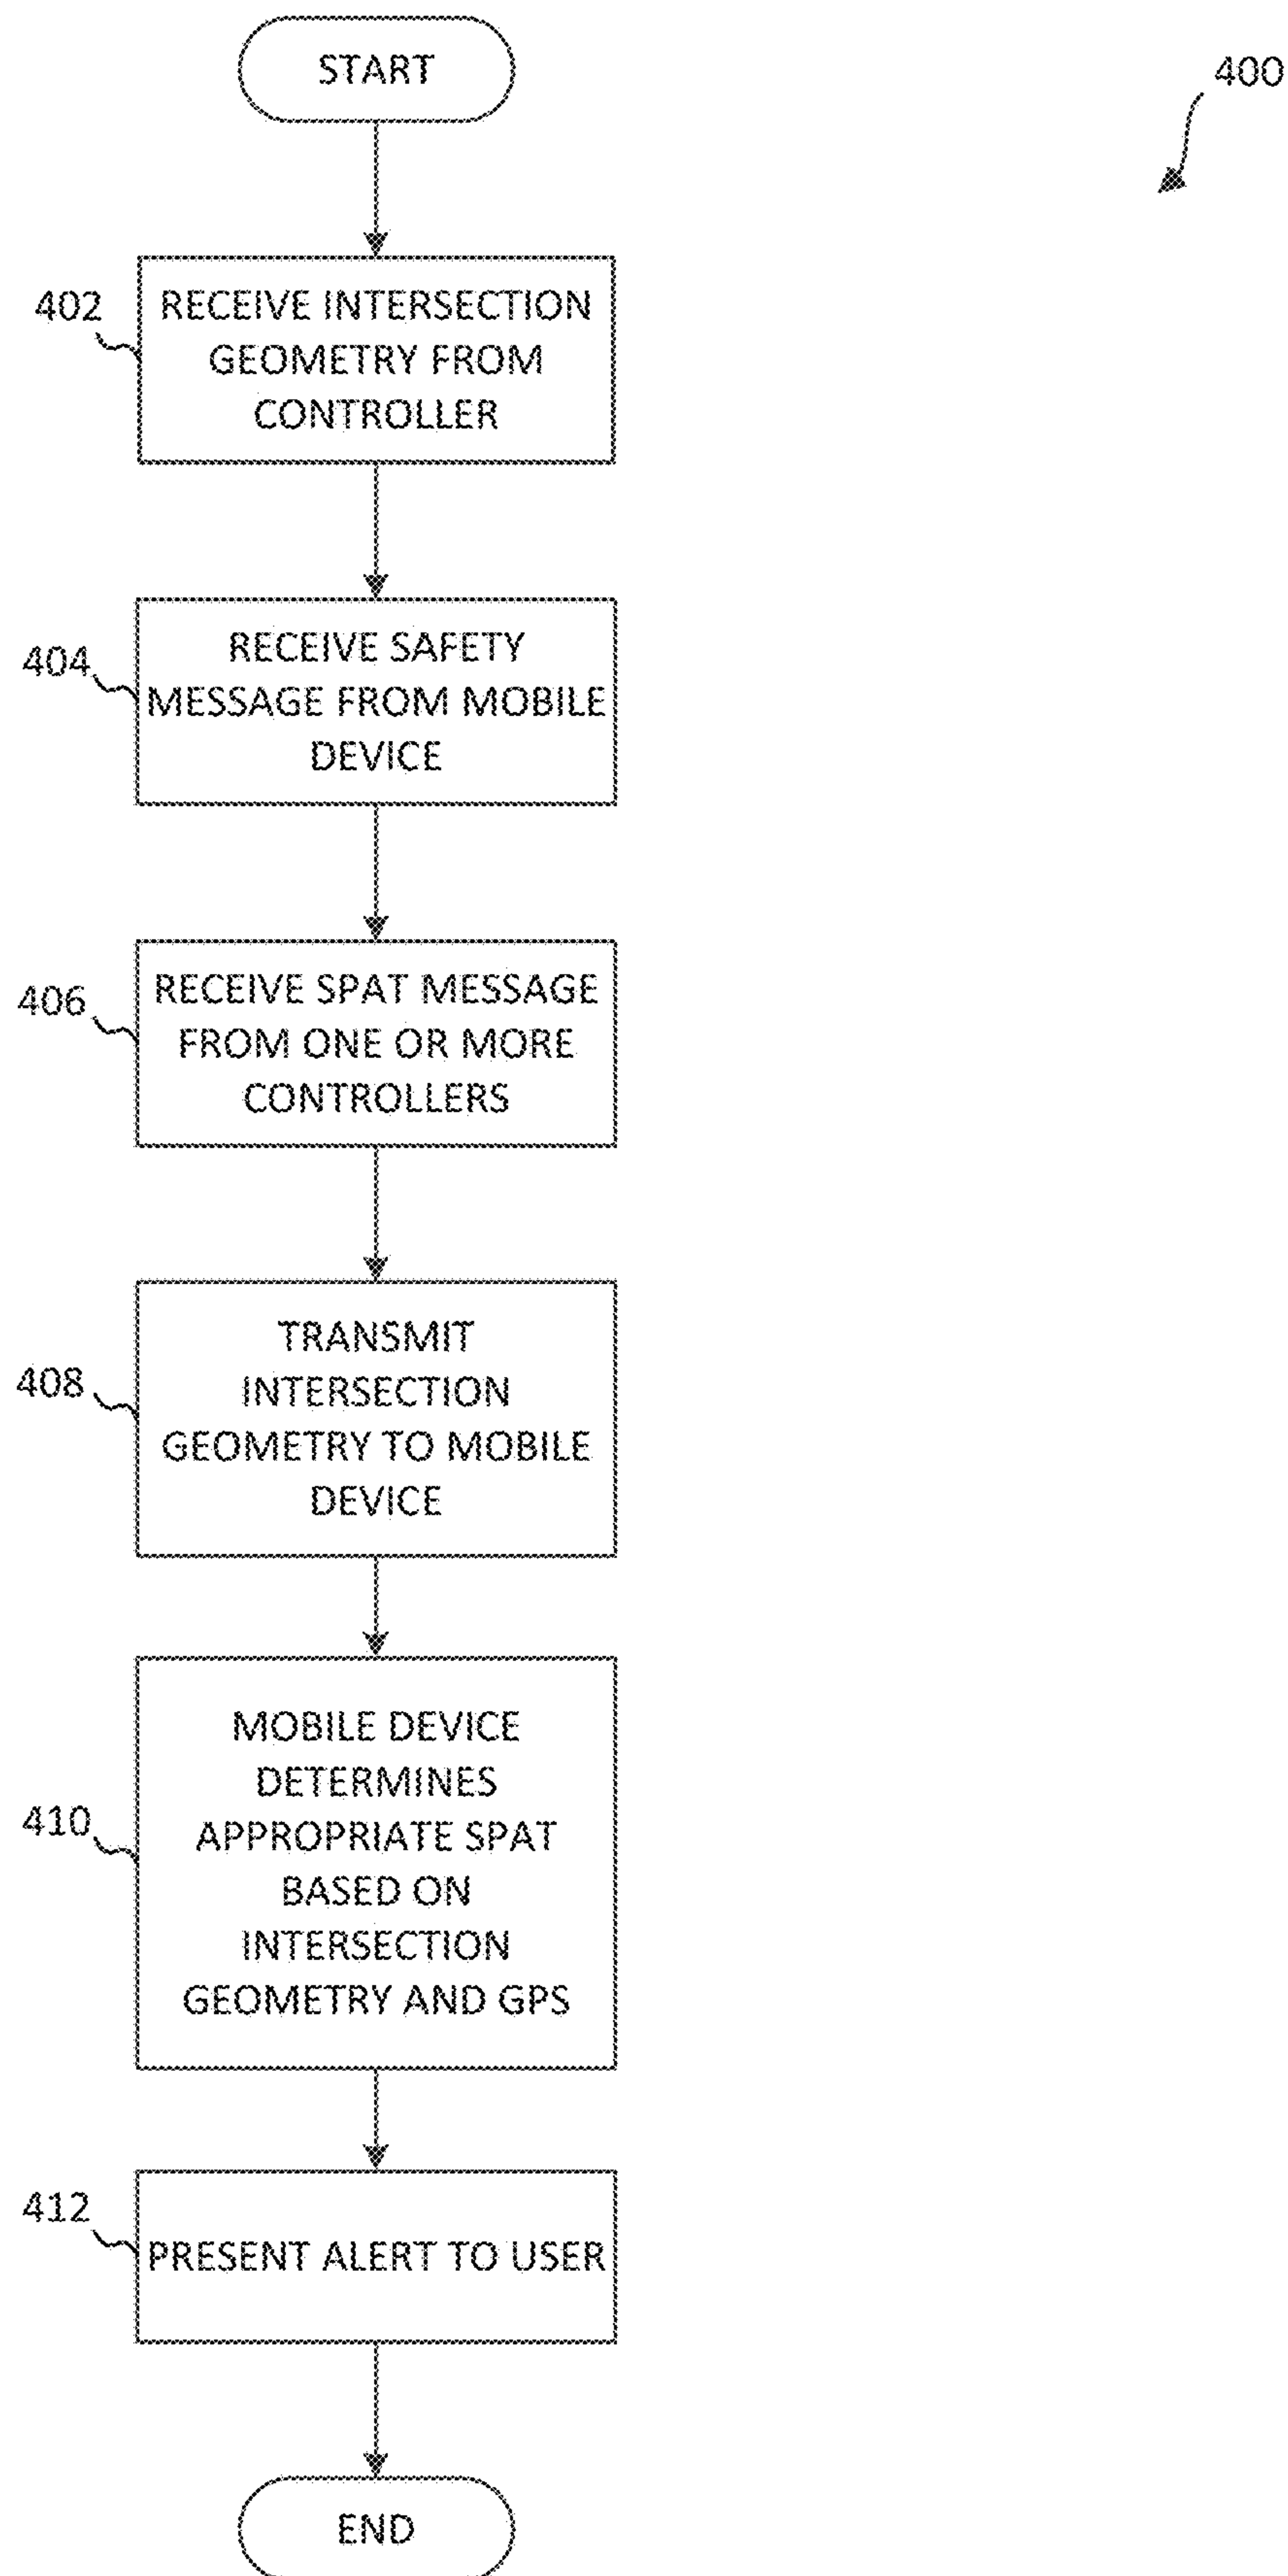 START
400
402
RECEIVE INTERSECTION
GEOMETRY FROM
CONTROLLER
404
RECEIVE SAFETY
MESSAGE FROM MOBILE
DEVICE
406
RECEIVE SPAT MESSAGE
FROM ONE OR MORE
CONTROLLERS
408
TRANSMIT
INTERSECTION
GEOMETRY TO MOBILE
DEVICE
410
MOBILE DEVICE
DETERMINES
APPROPRIATE SPAT
BASED ON
INTERSECTION
GEOMETRY AND GPS
412
PRESENT ALERT TO USER
END